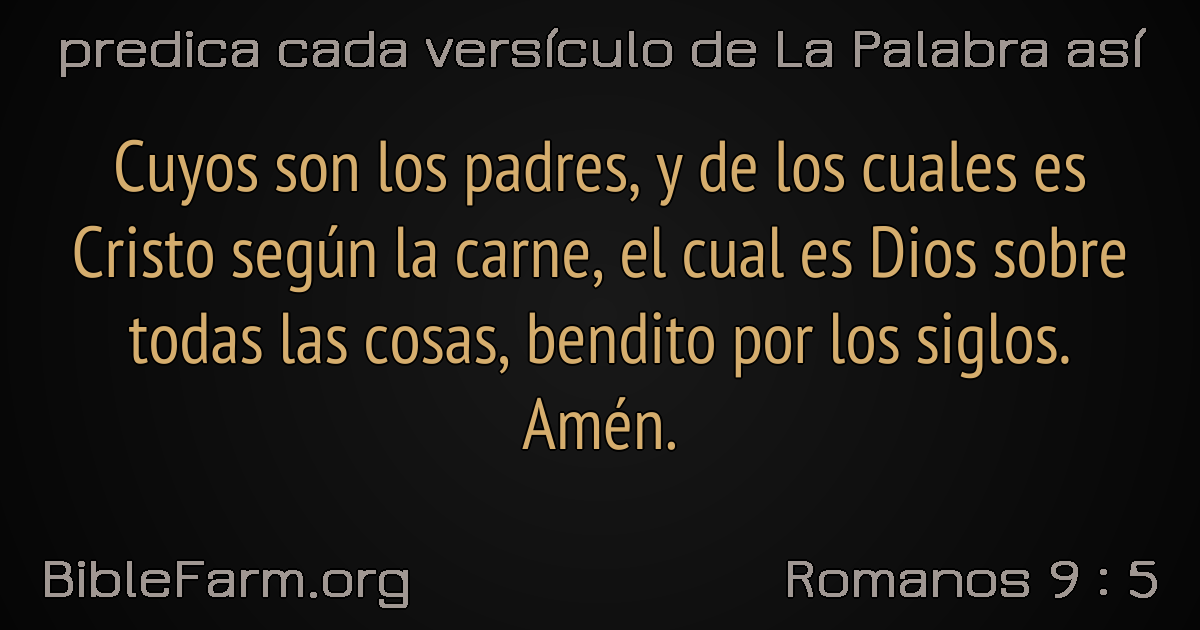 predica cada versículo de La Palabra así
Cuyos son los padres, y de los cuales es
Cristo según la carne, el cual es Dios sobre
todas las cosas, bendito por los siglos.
Amén.
BibleFarm.org
Romanos 9 : 5